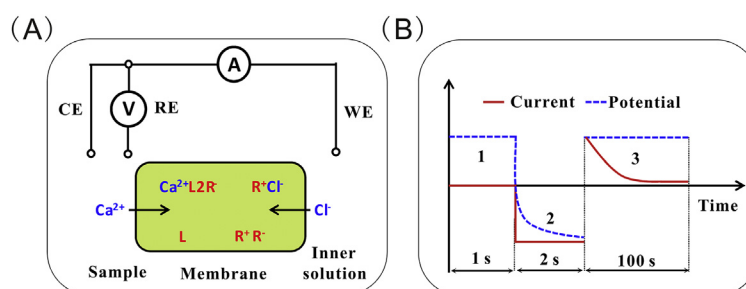 (A)
A
CE
V
RE
WE
Ca²⁺L2R⁻
R⁺Cl⁻
Ca²⁺
Cl⁻
L
R⁺R⁻
Sample
Membrane
Inner
solution
(B)
Current
Potential
1
3
2
Time
1 s
2 s
100 s